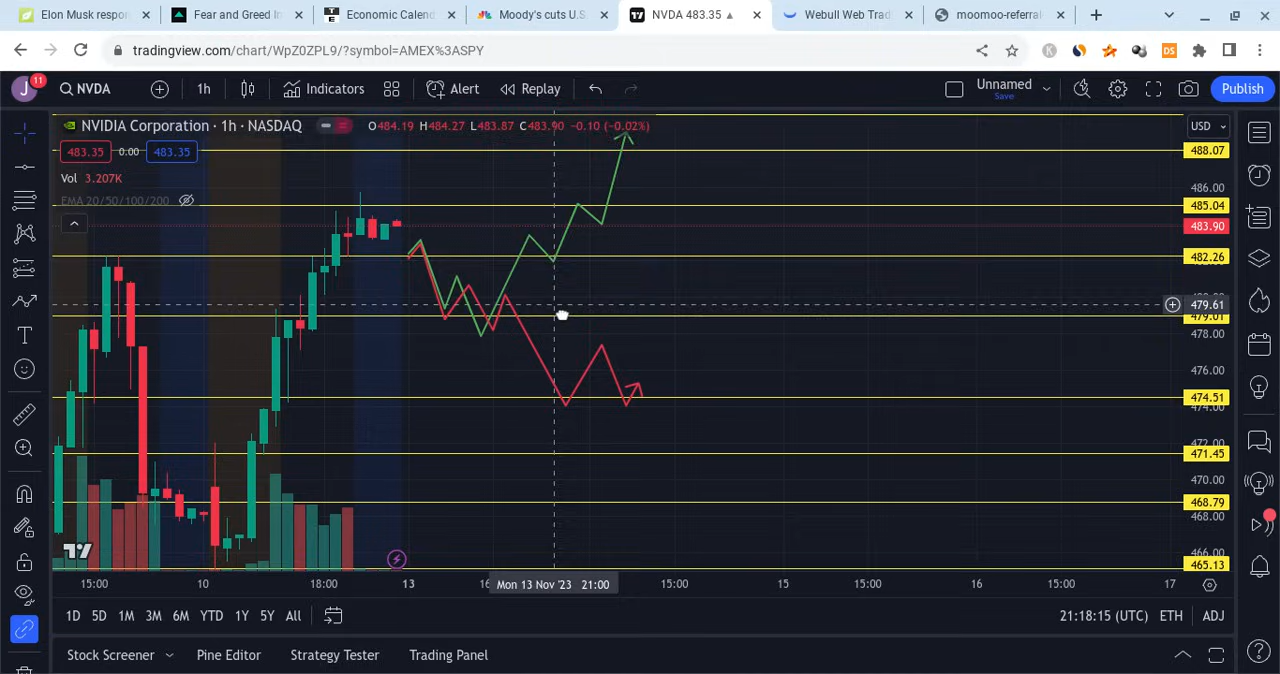 Elon Musk respon
Fear and Greed In
Economic Calend
Moody's cuts U.S
NVDA 483.35 ▲
Webull Web Trad
moomoo-referral
tradingview.com/chart/WpZ0ZPL9/?symbol=AMEX%3ASPY
K
DS
J
11
NVDA
1h
Indicators
Alert
Replay
Unnamed
Save
Publish
NVIDIA Corporation · 1h · NASDAQ
O484.19 H484.27 L483.87 C483.90 −0.10 (−0.02%)
USD
483.35
0.00
483.35
Vol 3.207K
EMA 20/50/100/200
488.07
486.00
485.04
483.90
482.26
479.61
479.01
478.00
476.00
474.51
474.00
472.00
471.45
470.00
468.79
468.00
466.00
465.13
15:00
10
18:00
13
Mon 13 Nov '23 21:00
15:00
15
15:00
16
15:00
17
1D
5D
1M
3M
6M
YTD
1Y
5Y
All
21:18:15 (UTC)
ETH
ADJ
Stock Screener
Pine Editor
Strategy Tester
Trading Panel